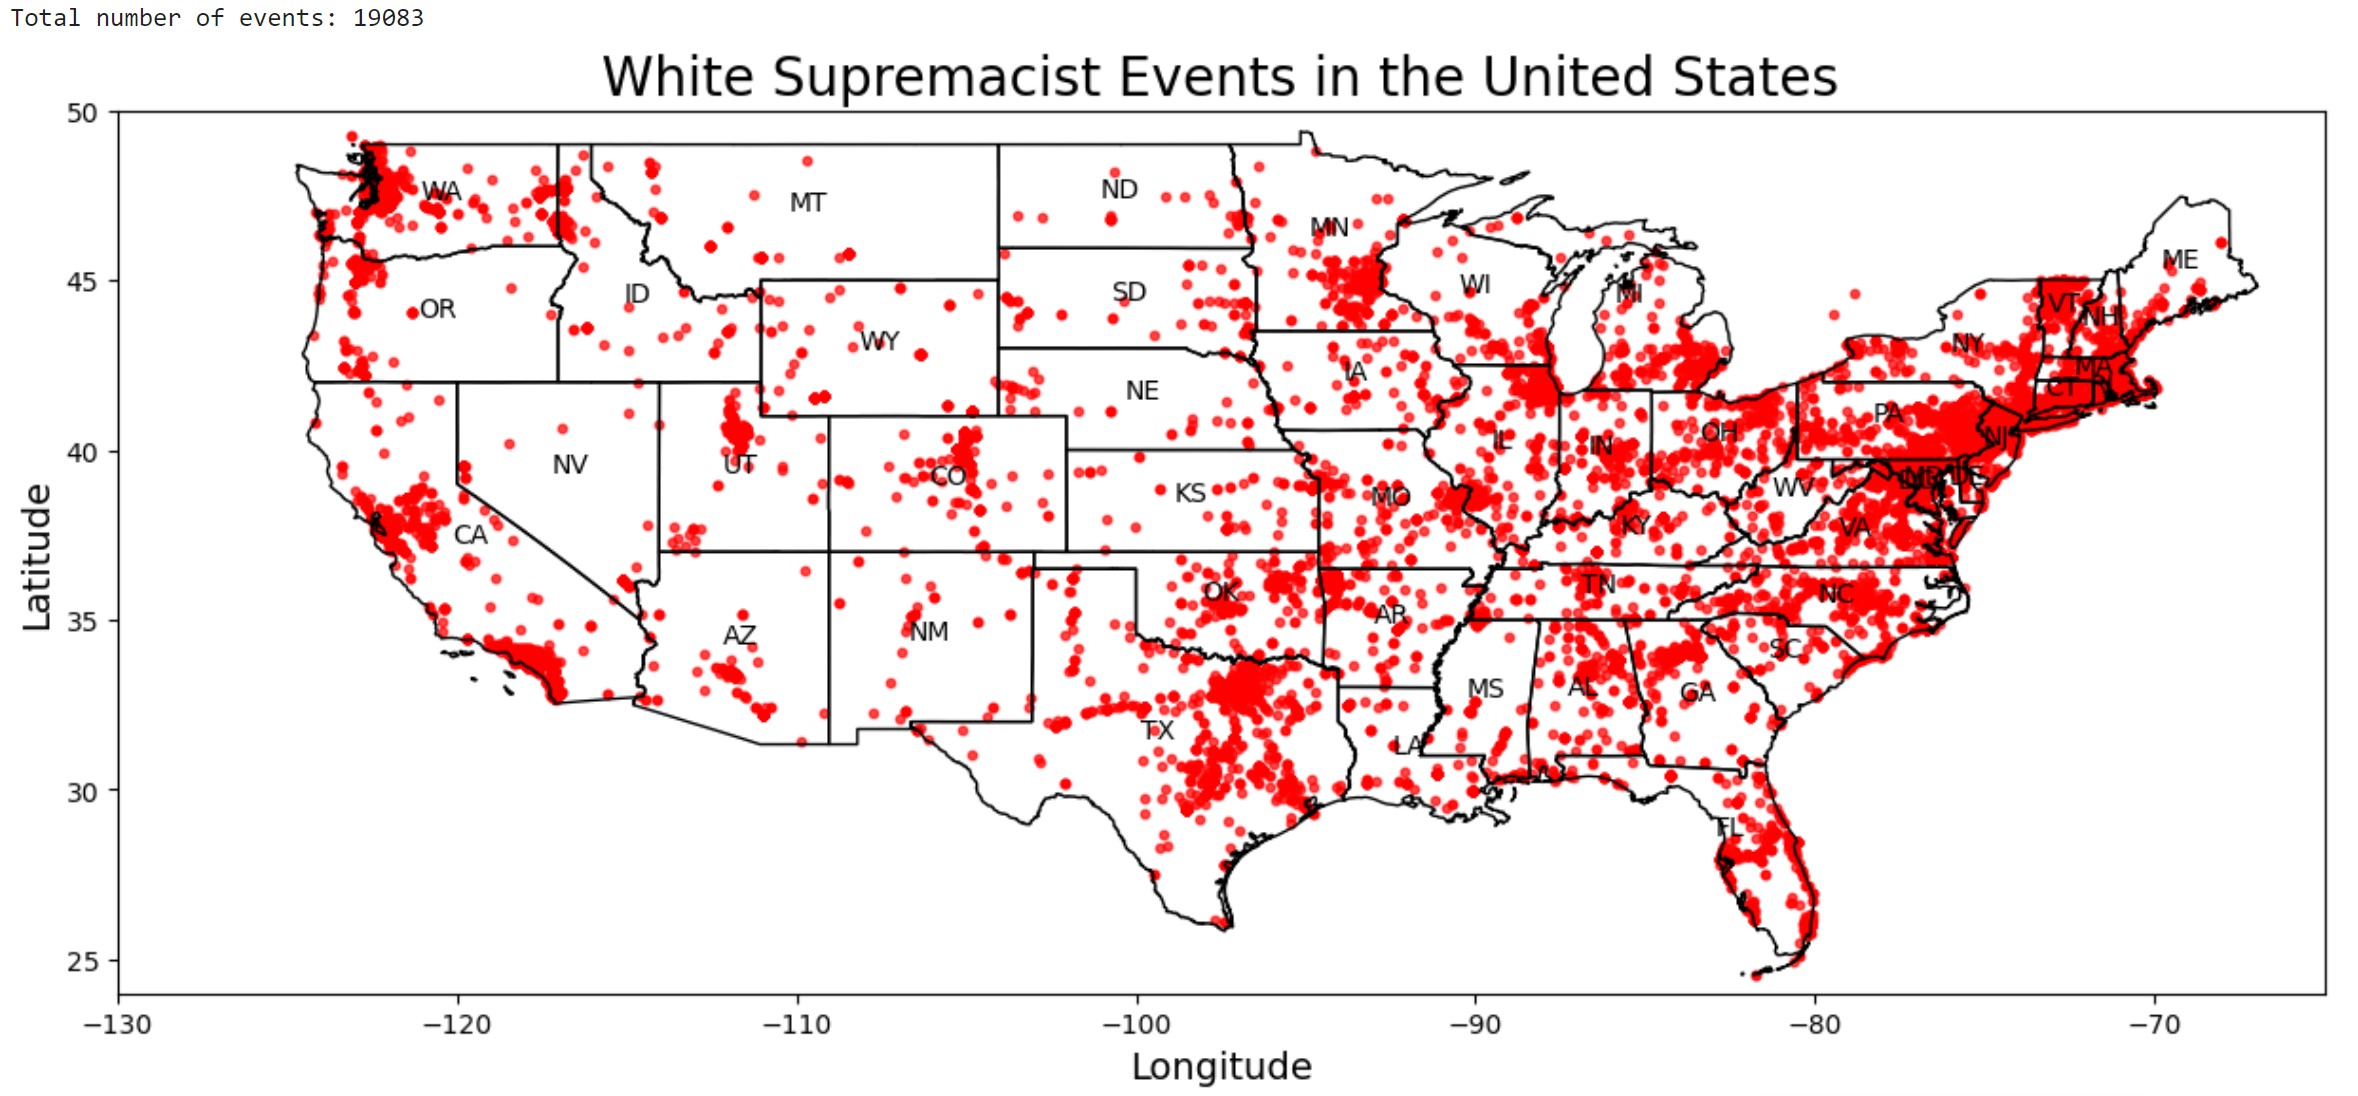 Total number of events: 19083
White Supremacist Events in the United States
50
WA
MT
ND
MN
ME
45
OR
ID
SD
WI
MI
VT
NH
WY
NY
IA
MA
NE
CT
RI
PA
40
NV
UT
CO
IL
IN
OH
NJ
KS
MO
WV
MD
DE
CA
KY
VA
OK
TN
NC
35
AZ
NM
AR
SC
MS
AL
GA
TX
LA
30
FL
25
−130
−120
−110
−100
−90
−80
−70
Latitude
Longitude